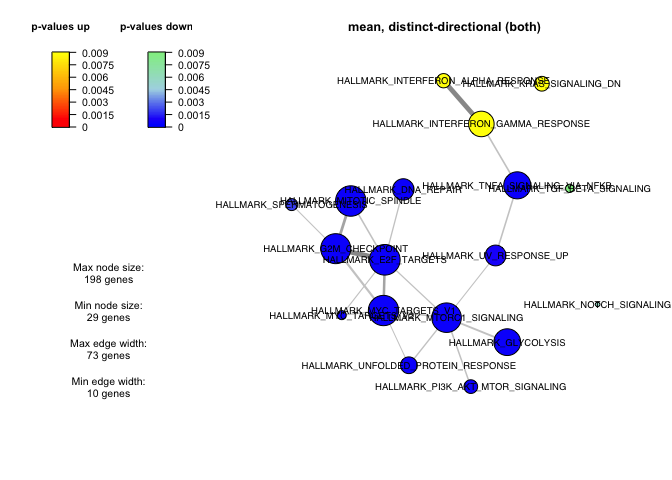 p-values up
p-values down
mean, distinct-directional (both)
0.009
0.0075
0.006
0.0045
0.003
0.0015
0
0.009
0.0075
0.006
0.0045
0.003
0.0015
0
HALLMARK_INTERFERON_ALPHA_RESPONSE
HALLMARK_KRAS_SIGNALING_DN
HALLMARK_INTERFERON_GAMMA_RESPONSE
HALLMARK_TNFA_SIGNALING_VIA_NFKB
HALLMARK_TGF_BETA_SIGNALING
HALLMARK_DNA_REPAIR
HALLMARK_MITOTIC_SPINDLE
HALLMARK_SPERMATOGENESIS
HALLMARK_G2M_CHECKPOINT
HALLMARK_E2F_TARGETS
HALLMARK_UV_RESPONSE_UP
HALLMARK_NOTCH_SIGNALING
HALLMARK_MTORC1_SIGNALING
HALLMARK_GLYCOLYSIS
HALLMARK_UNFOLDED_PROTEIN_RESPONSE
HALLMARK_PI3K_AKT_MTOR_SIGNALING
Max node size:
198 genes
Min node size:
29 genes
Max edge width:
73 genes
Min edge width:
10 genes